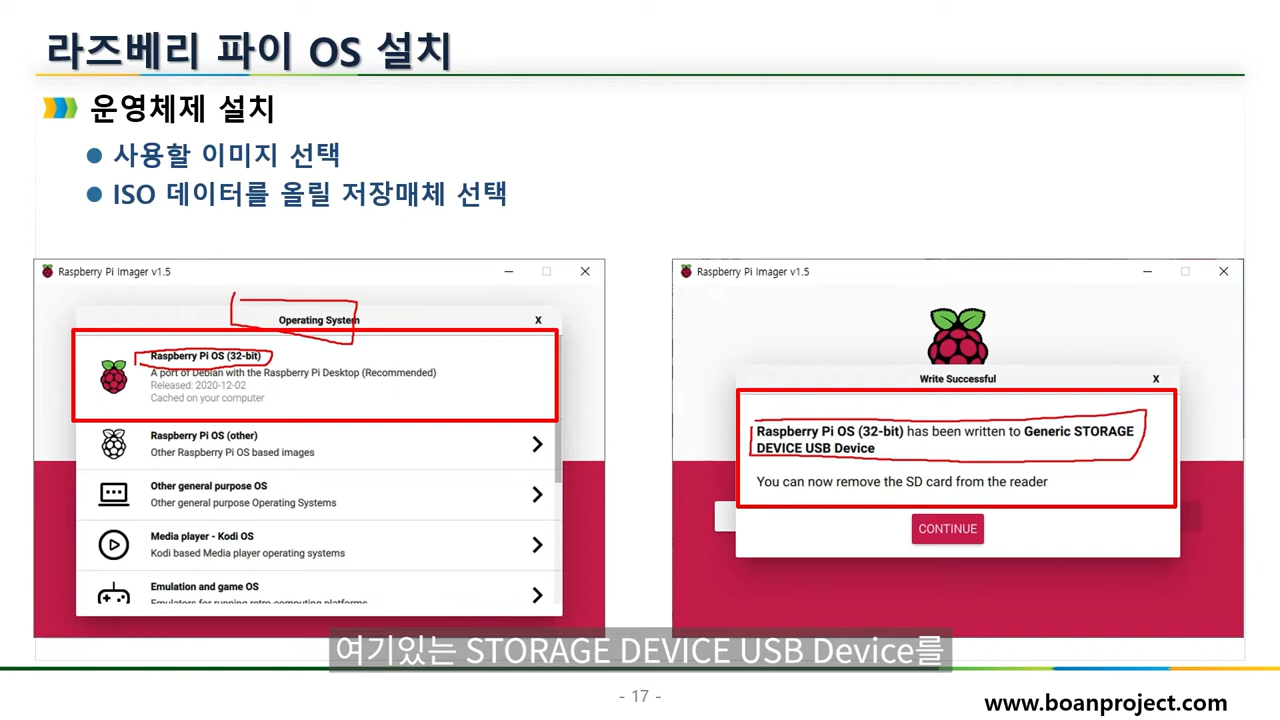 라즈베리 파이 OS 설치
운영체제 설치
사용할 이미지 선택
ISO 데이터를 올릴 저장매체 선택
Raspberry Pi Imager v1.5
Operating System
X
Raspberry Pi OS (32-bit)
A port of Debian with the Raspberry Pi Desktop (Recommended)
Released: 2020-12-02
Cached on your computer
Raspberry Pi OS (other)
Other Raspberry Pi OS based images
Other general purpose OS
Other general purpose Operating Systems
Media player - Kodi OS
Kodi based Media player operating systems
Emulation and game OS
Emulators for running retro computing platforms
Raspberry Pi Imager v1.5
Write Successful
X
Raspberry Pi OS (32-bit) has been written to Generic STORAGE
DEVICE USB Device
You can now remove the SD card from the reader
CONTINUE
여기있는 STORAGE DEVICE USB Device를
- 17 -
www.boanproject.com